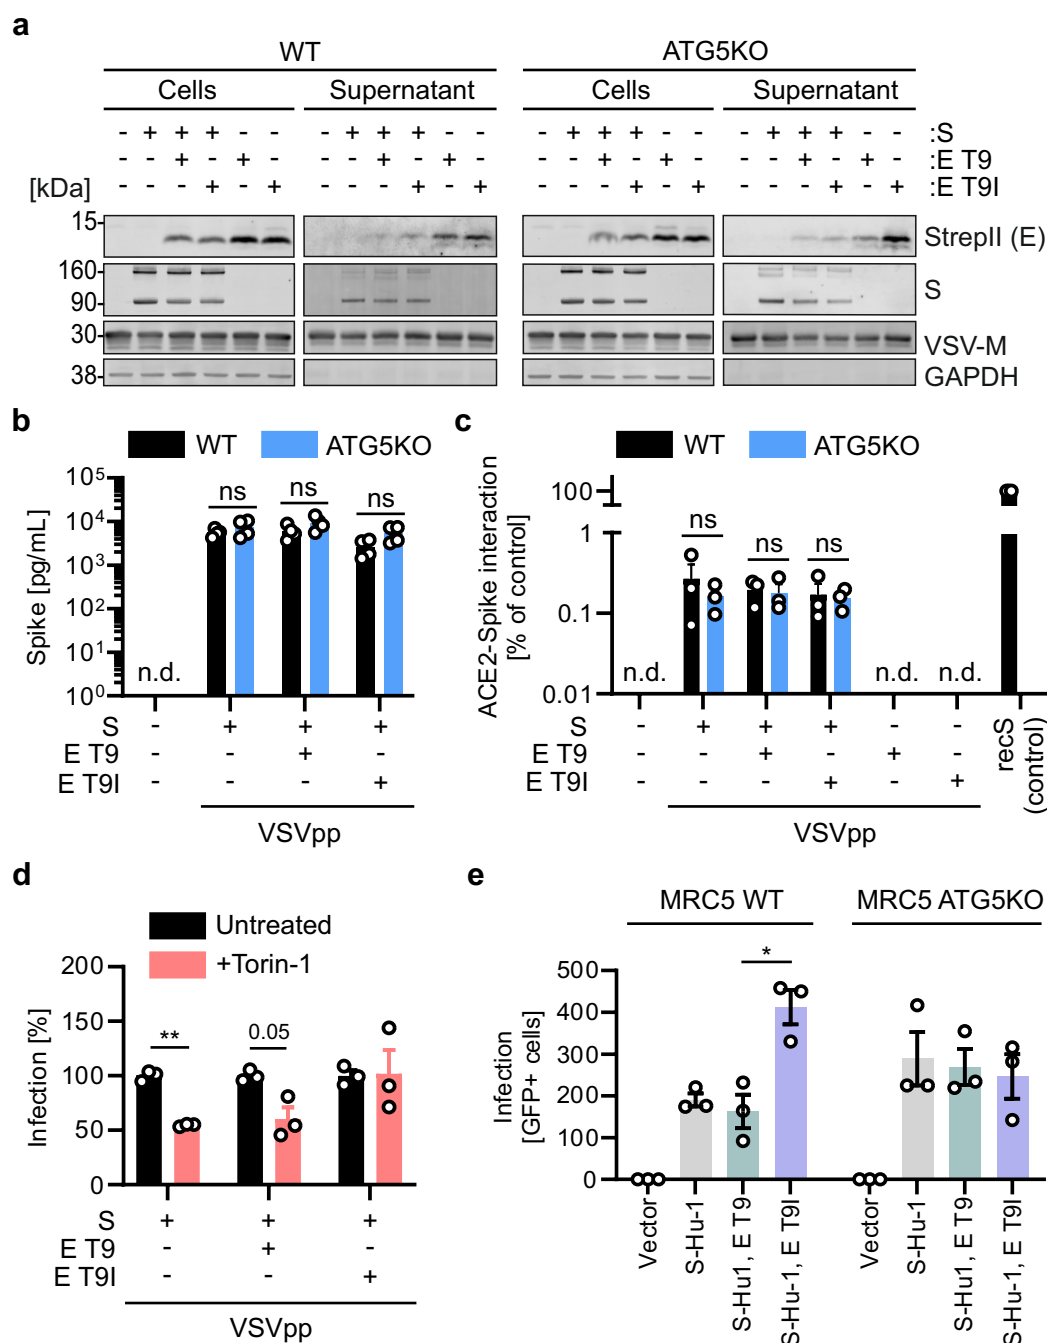 a
WT ATG5KO
Cells Supernatant Cells Supernatant
- + + + - - - + + + - - - + + + - - - + + + - - :S
- - + - + - - - + - + - - - + - + - - - + - + - :E T9
[kDa] - - - + - + - - - + - + - - - + - + - - - + - + :E T9I
15 StrepII (E)
160
90 S
30 VSV-M
38 GAPDH
b
WT ATG5KO
Spike [pg/mL]
10⁵
10⁴
10³
10²
10¹
10⁰
n.d. ns ns ns
S - + + +
E T9 - - + -
E T9I - - - +
VSVpp
c
WT ATG5KO
ACE2-Spike interaction
[% of control]
100
1
0.1
0.01
n.d. ns ns ns n.d. n.d.
S - + + + - -
E T9 - - + - + -
E T9I - - - + - +
recS
(control)
VSVpp
d
Untreated
+Torin-1
Infection [%]
200
150
100
50
0
** 0.05
S + + +
E T9 - + -
E T9I - - +
VSVpp
e
MRC5 WT MRC5 ATG5KO
Infection
[GFP+ cells]
500
400
300
200
100
0
*
Vector
S-Hu-1
S-Hu1, E T9
S-Hu-1, E T9I
Vector
S-Hu-1
S-Hu1, E T9
S-Hu-1, E T9I